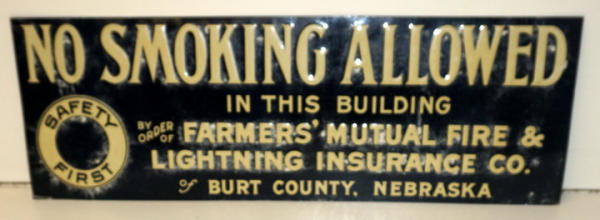 NO SMOKING ALLOWED
IN THIS BUILDING
SAFETY
FIRST
BY ORDER OF FARMERS' MUTUAL FIRE &
LIGHTNING INSURANCE CO.
of BURT COUNTY, NEBRASKA